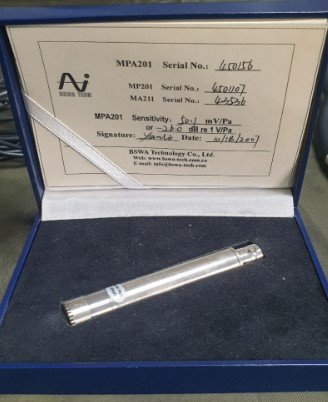 MPA201 Serial No.: 450156
BSWA TECH
MP201 Serial No.: 4501107
MA211 Serial No.: 43536
MPA201 Sensitivity: 50.1 mV/Pa
or -26.0 dB re 1 V/Pa
Signature: Date: 10/18/2007
BSWA Technology Co., Ltd.
Web: www.bswa-tech.com
E-mail: info@bswa-tech.com